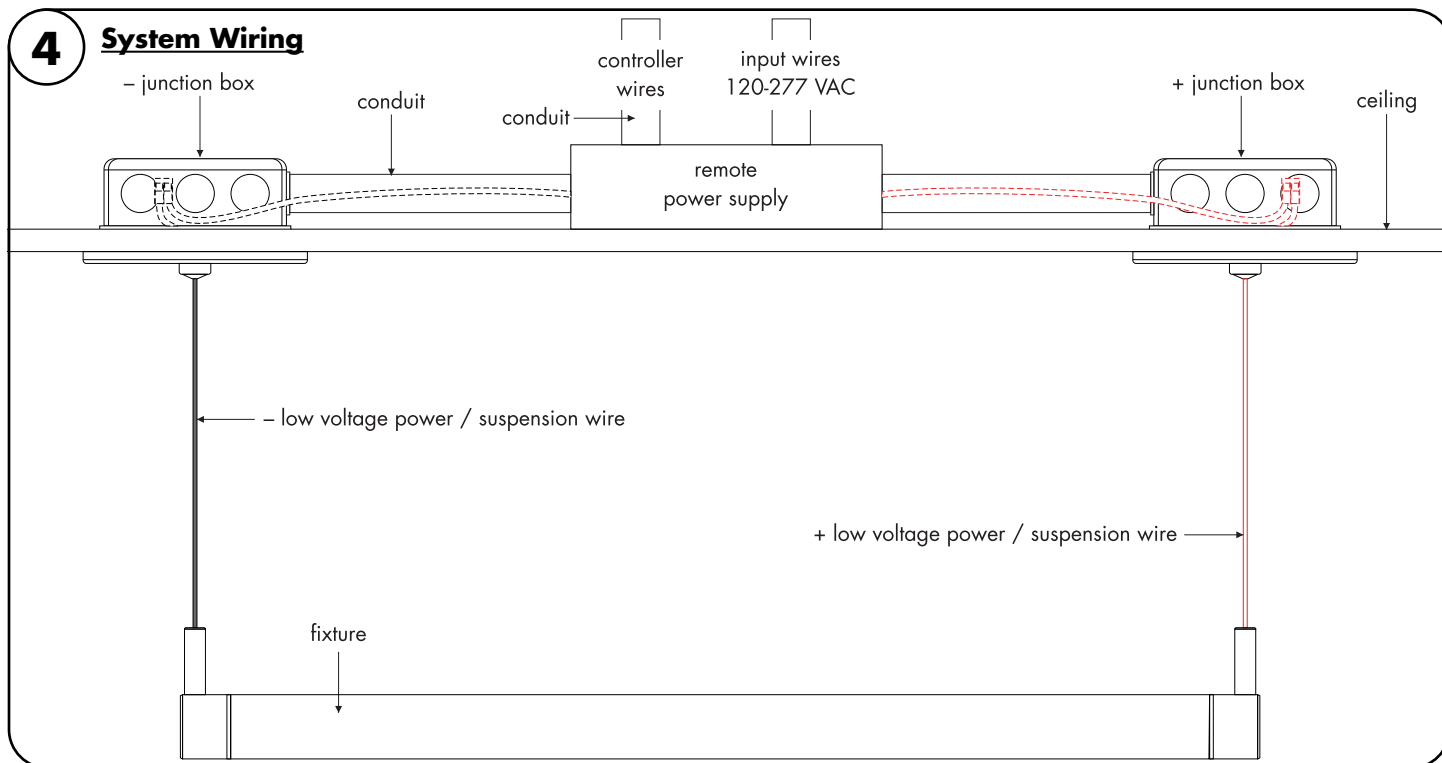 4
System Wiring
– junction box
conduit
controller
wires
conduit
input wires
120-277 VAC
+ junction box
ceiling
remote
power supply
– low voltage power / suspension wire
+ low voltage power / suspension wire
fixture